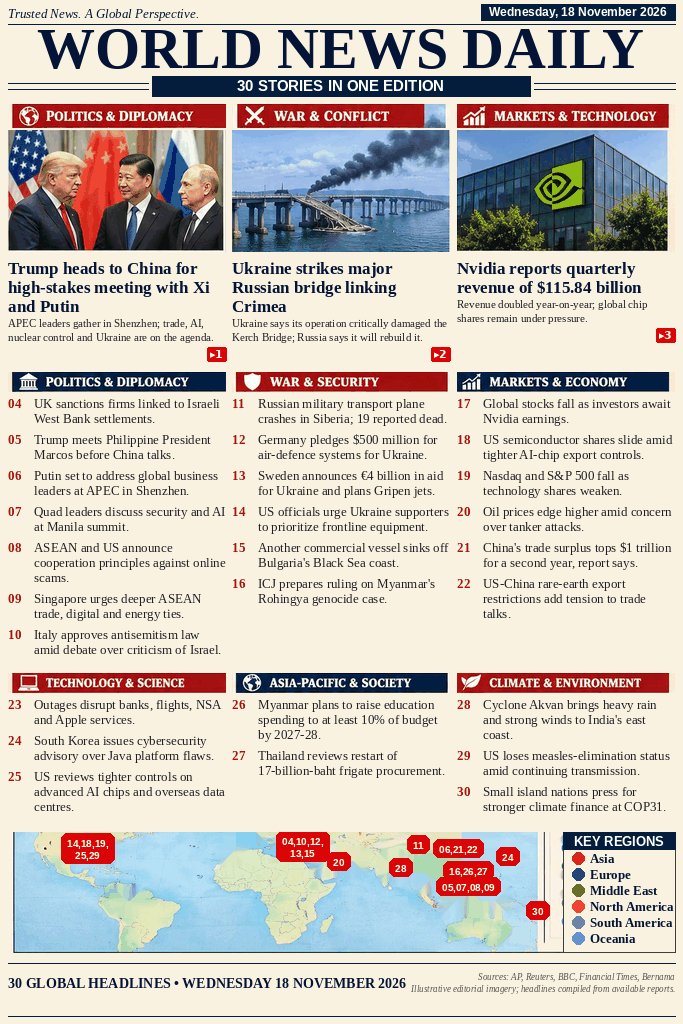 Trusted News. A Global Perspective.
Wednesday, 18 November 2026
WORLD NEWS DAILY
30 STORIES IN ONE EDITION
POLITICS & DIPLOMACY
Trump heads to China for
high-stakes meeting with Xi
and Putin
APEC leaders gather in Shenzhen; trade, AI,
nuclear control and Ukraine are on the agenda.
▸1
WAR & CONFLICT
Ukraine strikes major
Russian bridge linking
Crimea
Ukraine says its operation critically damaged the
Kerch Bridge; Russia says it will rebuild it.
▸2
MARKETS & TECHNOLOGY
Nvidia reports quarterly
revenue of $115.84 billion
Revenue doubled year-on-year; global chip
shares remain under pressure.
▸3
POLITICS & DIPLOMACY
04 UK sanctions firms linked to Israeli
West Bank settlements.
05 Trump meets Philippine President
Marcos before China talks.
06 Putin set to address global business
leaders at APEC in Shenzhen.
07 Quad leaders discuss security and AI
at Manila summit.
08 ASEAN and US announce
cooperation principles against online
scams.
09 Singapore urges deeper ASEAN
trade, digital and energy ties.
10 Italy approves antisemitism law
amid debate over criticism of Israel.
WAR & SECURITY
11 Russian military transport plane
crashes in Siberia; 19 reported dead.
12 Germany pledges $500 million for
air-defence systems for Ukraine.
13 Sweden announces €4 billion in aid
for Ukraine and plans Gripen jets.
14 US officials urge Ukraine supporters
to prioritize frontline equipment.
15 Another commercial vessel sinks off
Bulgaria's Black Sea coast.
16 ICJ prepares ruling on Myanmar's
Rohingya genocide case.
MARKETS & ECONOMY
17 Global stocks fall as investors await
Nvidia earnings.
18 US semiconductor shares slide amid
tighter AI-chip export controls.
19 Nasdaq and S&P 500 fall as
technology shares weaken.
20 Oil prices edge higher amid concern
over tanker attacks.
21 China's trade surplus tops $1 trillion
for a second year, report says.
22 US-China rare-earth export
restrictions add tension to trade
talks.
TECHNOLOGY & SCIENCE
23 Outages disrupt banks, flights, NSA
and Apple services.
24 South Korea issues cybersecurity
advisory over Java platform flaws.
25 US reviews tighter controls on
advanced AI chips and overseas data
centres.
ASIA-PACIFIC & SOCIETY
26 Myanmar plans to raise education
spending to at least 10% of budget
by 2027-28.
27 Thailand reviews restart of
17-billion-baht frigate procurement.
CLIMATE & ENVIRONMENT
28 Cyclone Akvan brings heavy rain
and strong winds to India's east
coast.
29 US loses measles-elimination status
amid continuing transmission.
30 Small island nations press for
stronger climate finance at COP31.
14,18,19,
25,29
04,10,12,
13,15
20
11
28
06,21,22
16,26,27
05,07,08,09
24
30
KEY REGIONS
Asia
Europe
Middle East
North America
South America
Oceania
30 GLOBAL HEADLINES • WEDNESDAY 18 NOVEMBER 2026
Sources: AP, Reuters, BBC, Financial Times, Bernama
Illustrative editorial imagery; headlines compiled from available reports.